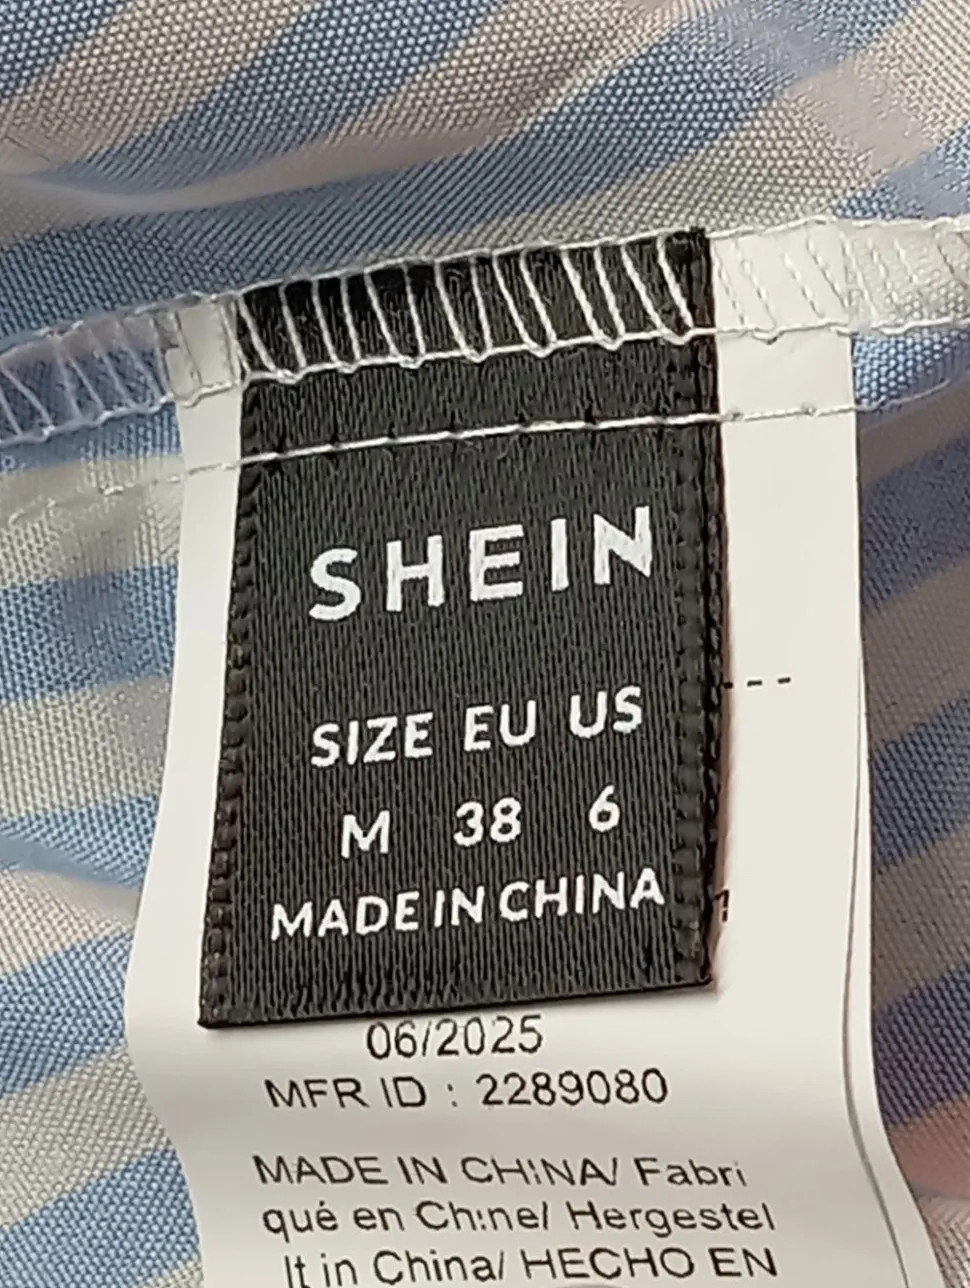 SHEIN
SIZE EU US
M 38 6
MADE IN CHINA
06/2025
MFR ID : 2289080
MADE IN CHINA/ Fabri
qué en Chine/ Hergestel
lt in China/ HECHO EN